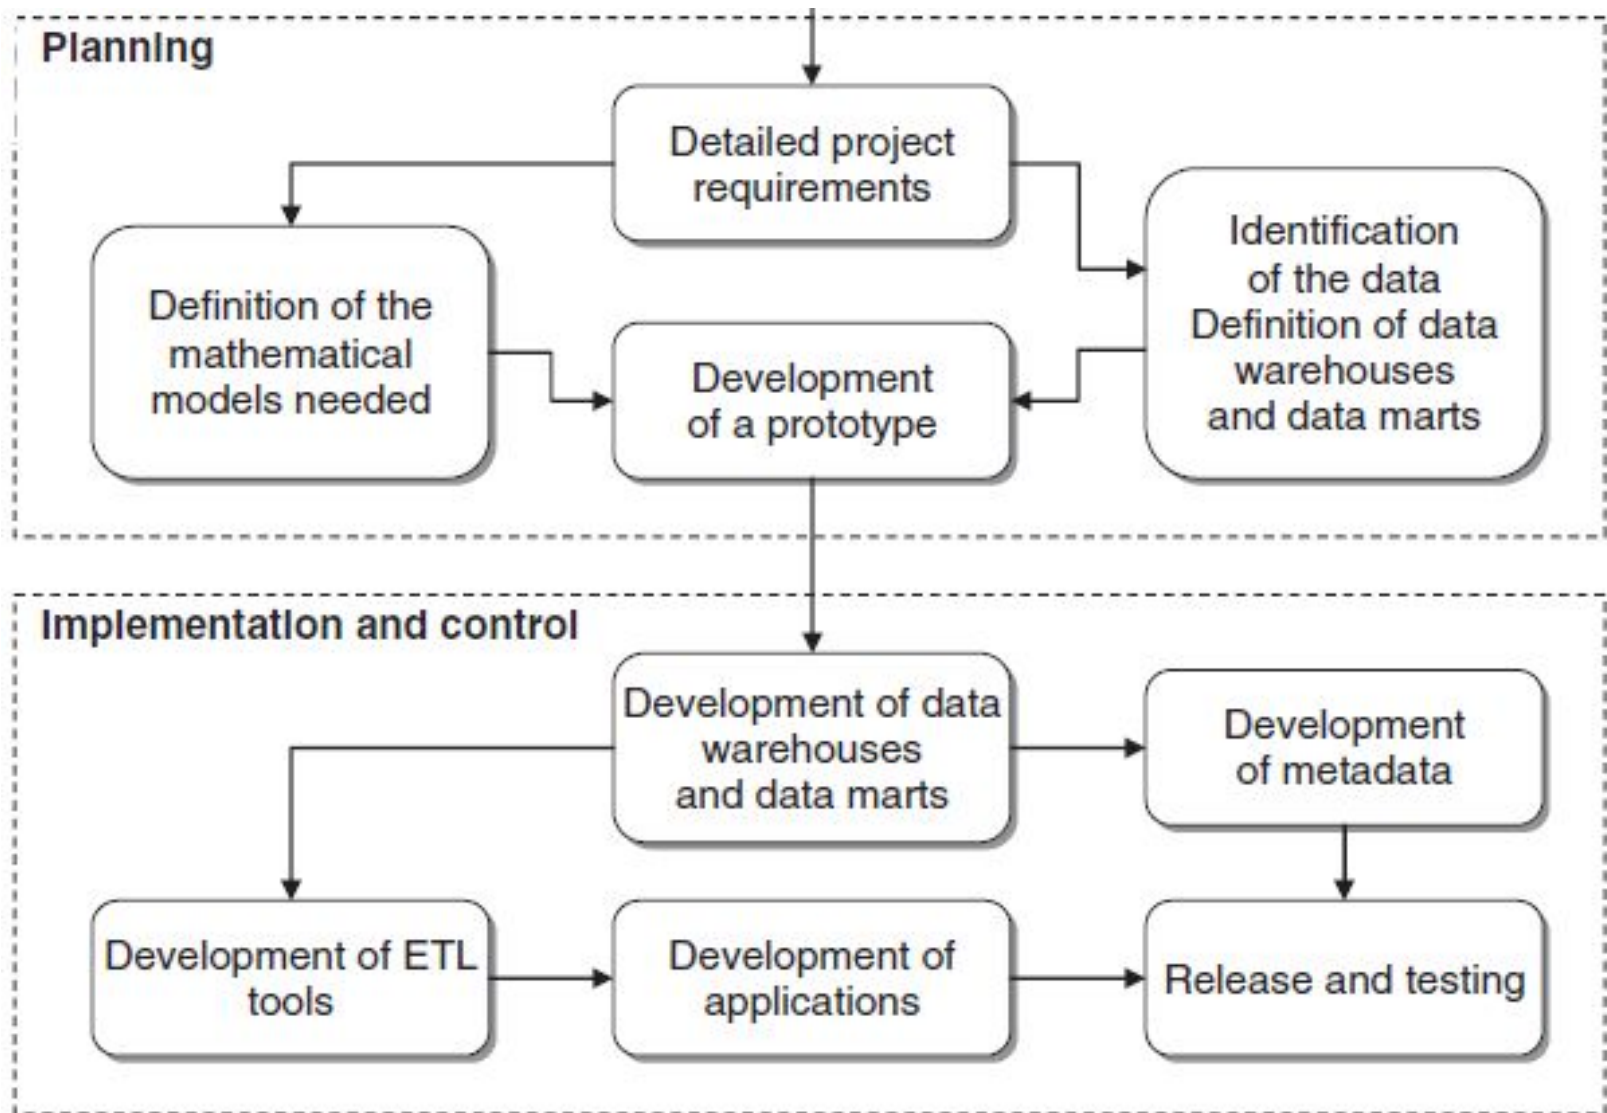 Planning
Detailed project
requirements
Definition of the
mathematical
models needed
Development
of a prototype
Identification
of the data
Definition of data
warehouses
and data marts
Implementation and control
Development of data
warehouses
and data marts
Development
of metadata
Development of ETL
tools
Development of
applications
Release and testing